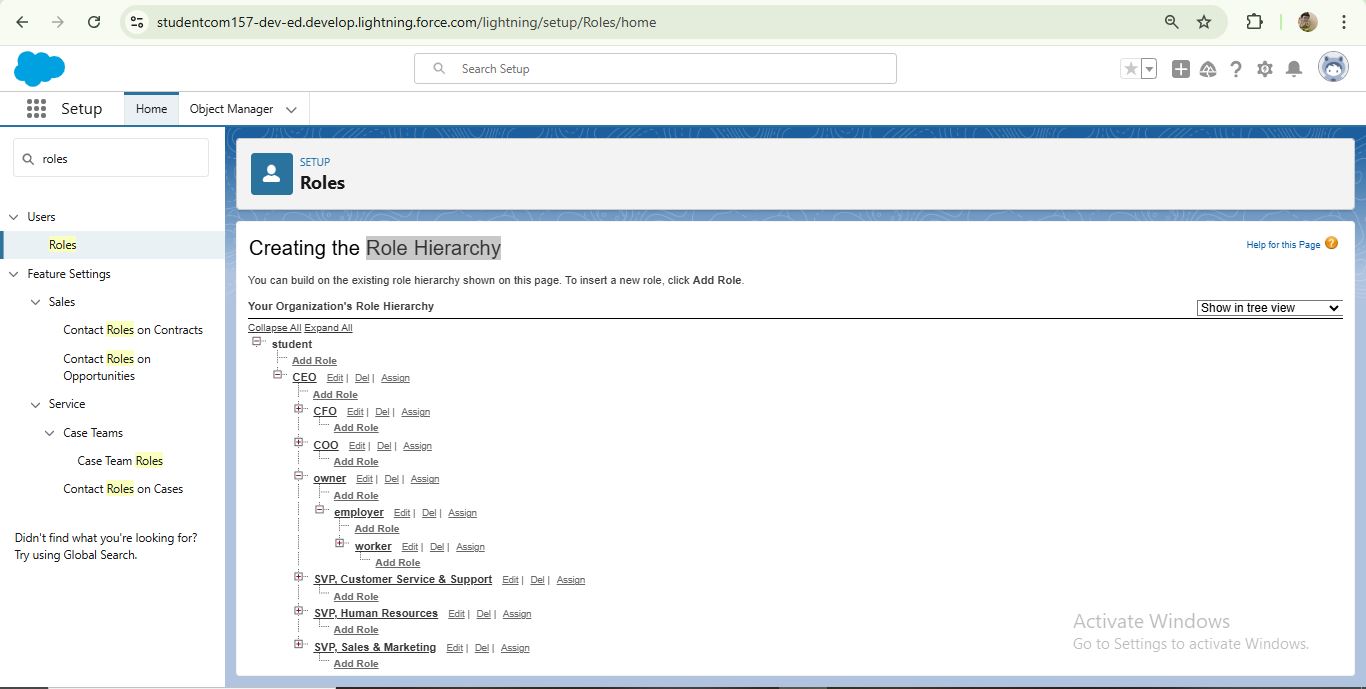 studentcom157-dev-ed.develop.lightning.force.com/lightning/setup/Roles/home
Search Setup
Setup Home Object Manager
roles
Users
Roles
Feature Settings
Sales
Contact Roles on Contracts
Contact Roles on
Opportunities
Service
Case Teams
Case Team Roles
Contact Roles on Cases
Didn't find what you're looking for?
Try using Global Search.
SETUP
Roles
Creating the Role Hierarchy
Help for this Page ?
You can build on the existing role hierarchy shown on this page. To insert a new role, click Add Role.
Your Organization's Role Hierarchy
Show in tree view
Collapse All Expand All
student
Add Role
CEO Edit | Del | Assign
Add Role
CFO Edit | Del | Assign
Add Role
COO Edit | Del | Assign
Add Role
owner Edit | Del | Assign
Add Role
employer Edit | Del | Assign
Add Role
worker Edit | Del | Assign
Add Role
SVP, Customer Service & Support Edit | Del | Assign
Add Role
SVP, Human Resources Edit | Del | Assign
Add Role
SVP, Sales & Marketing Edit | Del | Assign
Add Role
Activate Windows
Go to Settings to activate Windows.